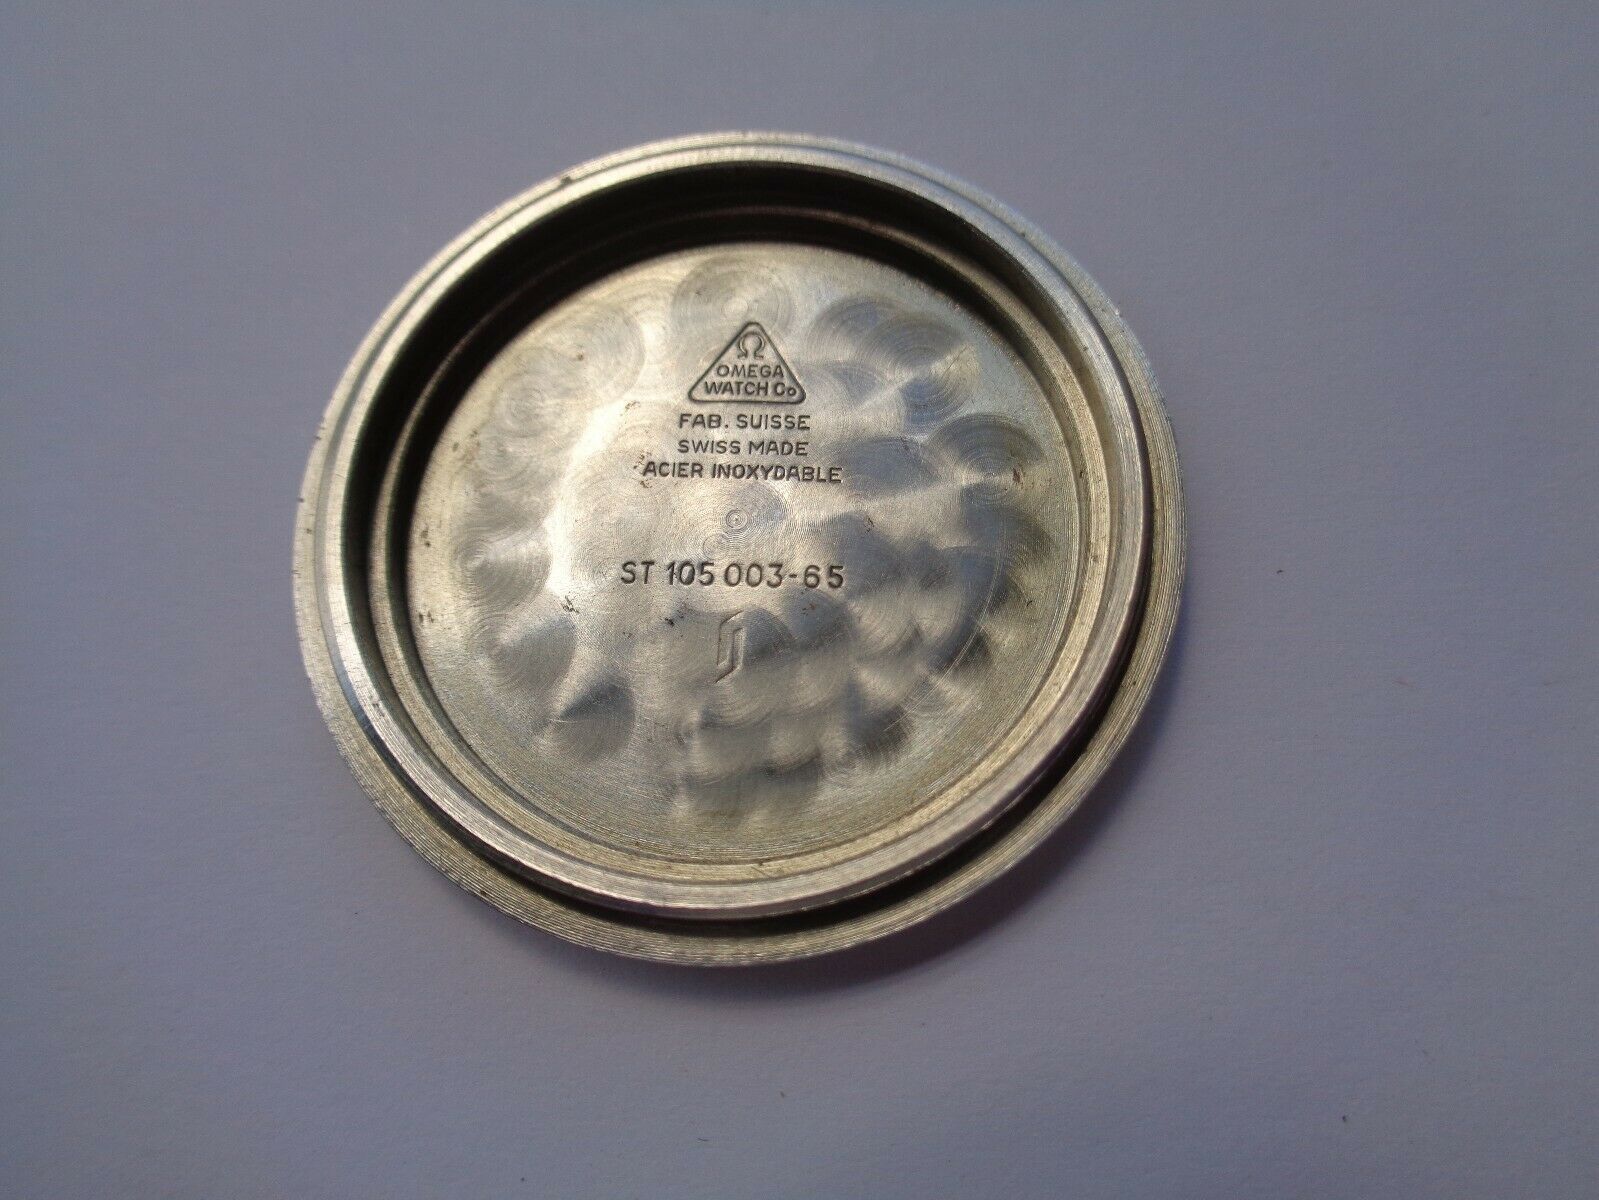 Ω
OMEGA
WATCH Co
FAB. SUISSE
SWISS MADE
ACIER INOXYDABLE
ST 105 003-65